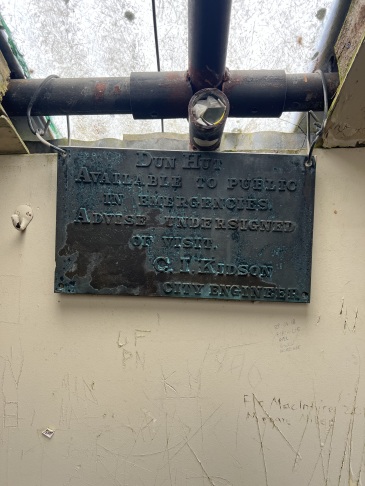 DUN HUT
AVAILABLE TO PUBLIC
IN EMERGENCIES.
ADVISE UNDERSIGNED
OF VISIT.
G. I. KIDSON
CITY ENGINEER.